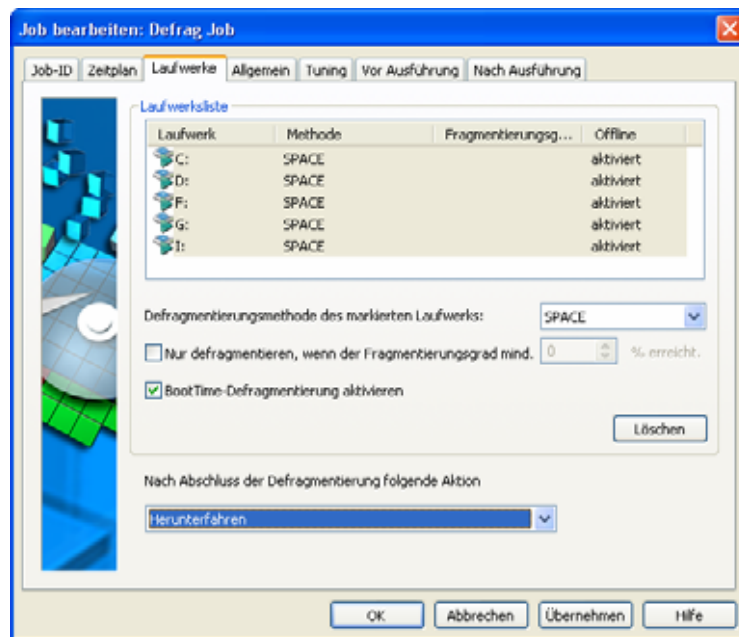 Job bearbeiten: Defrag Job
Job-ID Zeitplan Laufwerke Allgemein Tuning Vor Ausführung Nach Ausführung
Laufwerksliste
Laufwerk Methode Fragmentierungsg... Offline
C: SPACE aktiviert
D: SPACE aktiviert
F: SPACE aktiviert
G: SPACE aktiviert
I: SPACE aktiviert
Defragmentierungsmethode des markierten Laufwerks: SPACE
Nur defragmentieren, wenn der Fragmentierungsgrad mind. 0 % erreicht.
BootTime-Defragmentierung aktivieren
Löschen
Nach Abschluss der Defragmentierung folgende Aktion
Herunterfahren
OK Abbrechen Übernehmen Hilfe